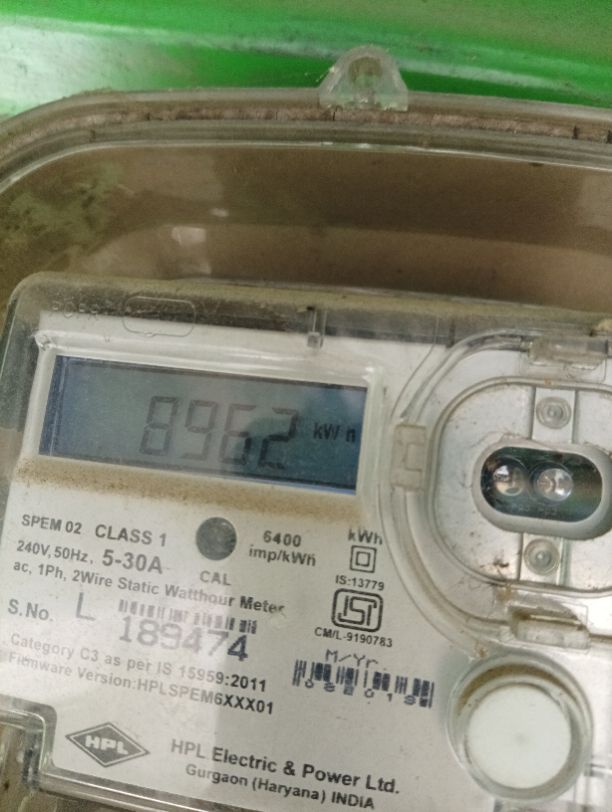 8962 kWh
SPEM 02 CLASS 1
240V, 50Hz, 5-30A
ac, 1Ph, 2Wire Static Watthour Meter
CAL
6400
imp/kWh
kWh
IS:13779
ISI
CM/L-9190783
S.No. L 189474
Category C3 as per IS 15959:2011
Firmware Version:HPLSPEM6XXX01
M/Yr.
082019
HPL
HPL Electric & Power Ltd.
Gurgaon (Haryana) INDIA